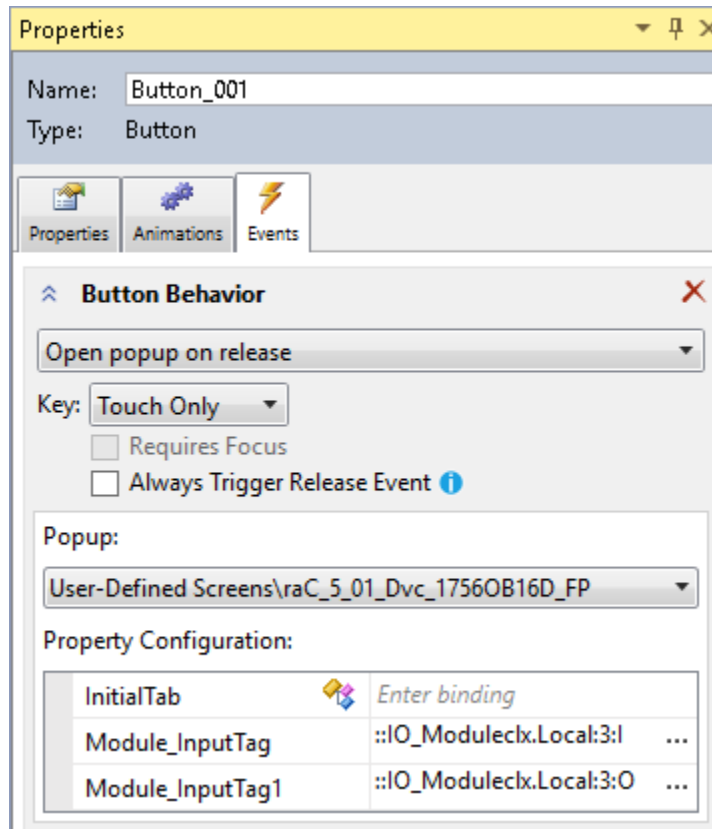 Properties
Name: Button_001
Type: Button
Properties Animations Events
Button Behavior
Open popup on release
Key: Touch Only
Requires Focus
Always Trigger Release Event
Popup:
User-Defined Screens\raC_5_01_Dvc_1756OB16D_FP
Property Configuration:
InitialTab Enter binding
Module_InputTag ::IO_Moduleclx.Local:3:I ...
Module_InputTag1 ::IO_Moduleclx.Local:3:O ...